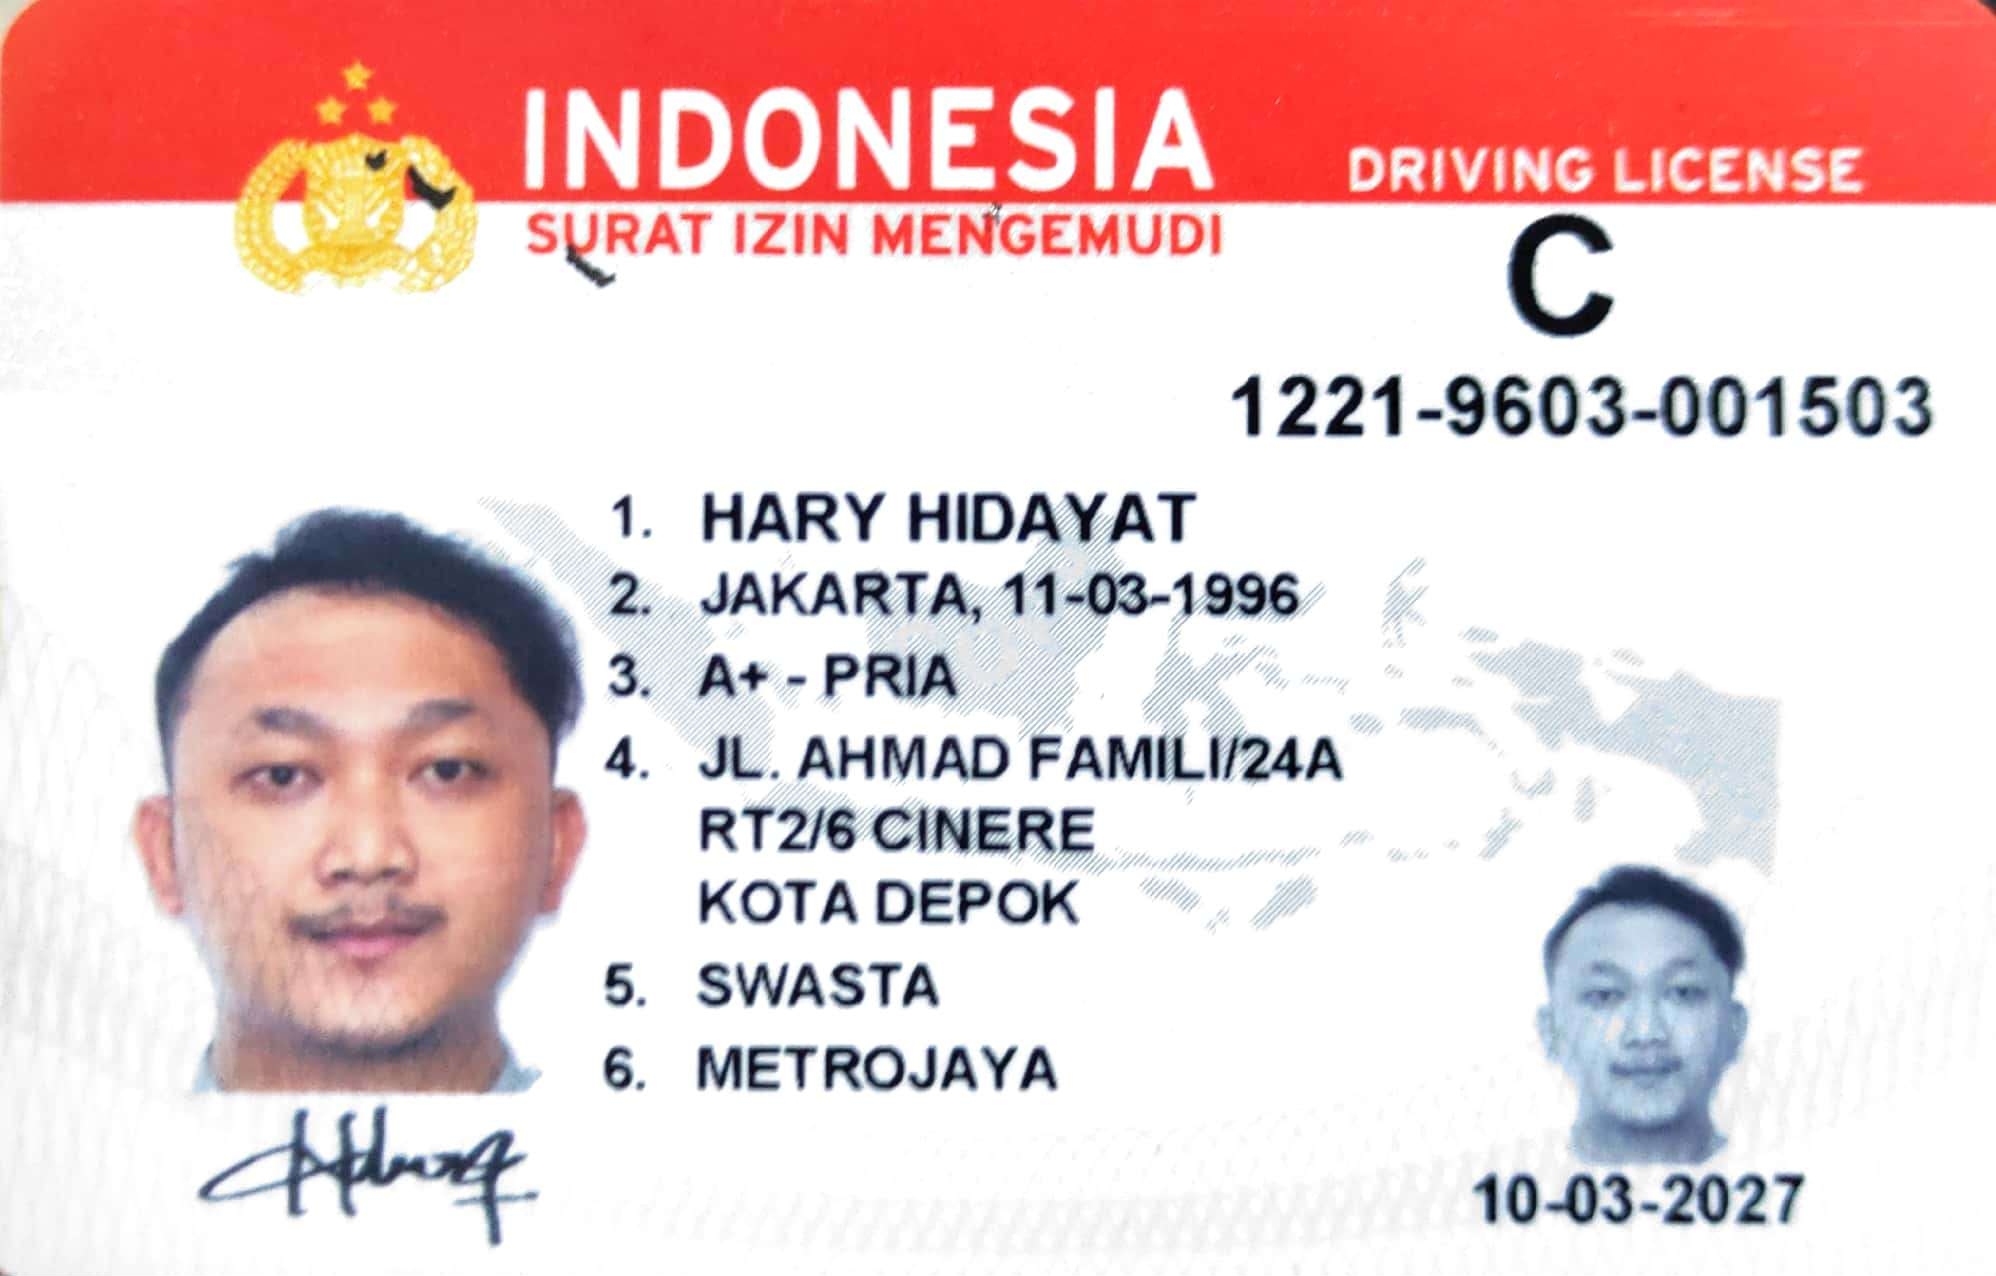 INDONESIA
DRIVING LICENSE
SURAT IZIN MENGEMUDI
C
1221-9603-001503
1. HARY HIDAYAT
2. JAKARTA, 11-03-1996
3. A+ - PRIA
4. JL. AHMAD FAMILI/24A
RT2/6 CINERE
KOTA DEPOK
5. SWASTA
6. METROJAYA
10-03-2027